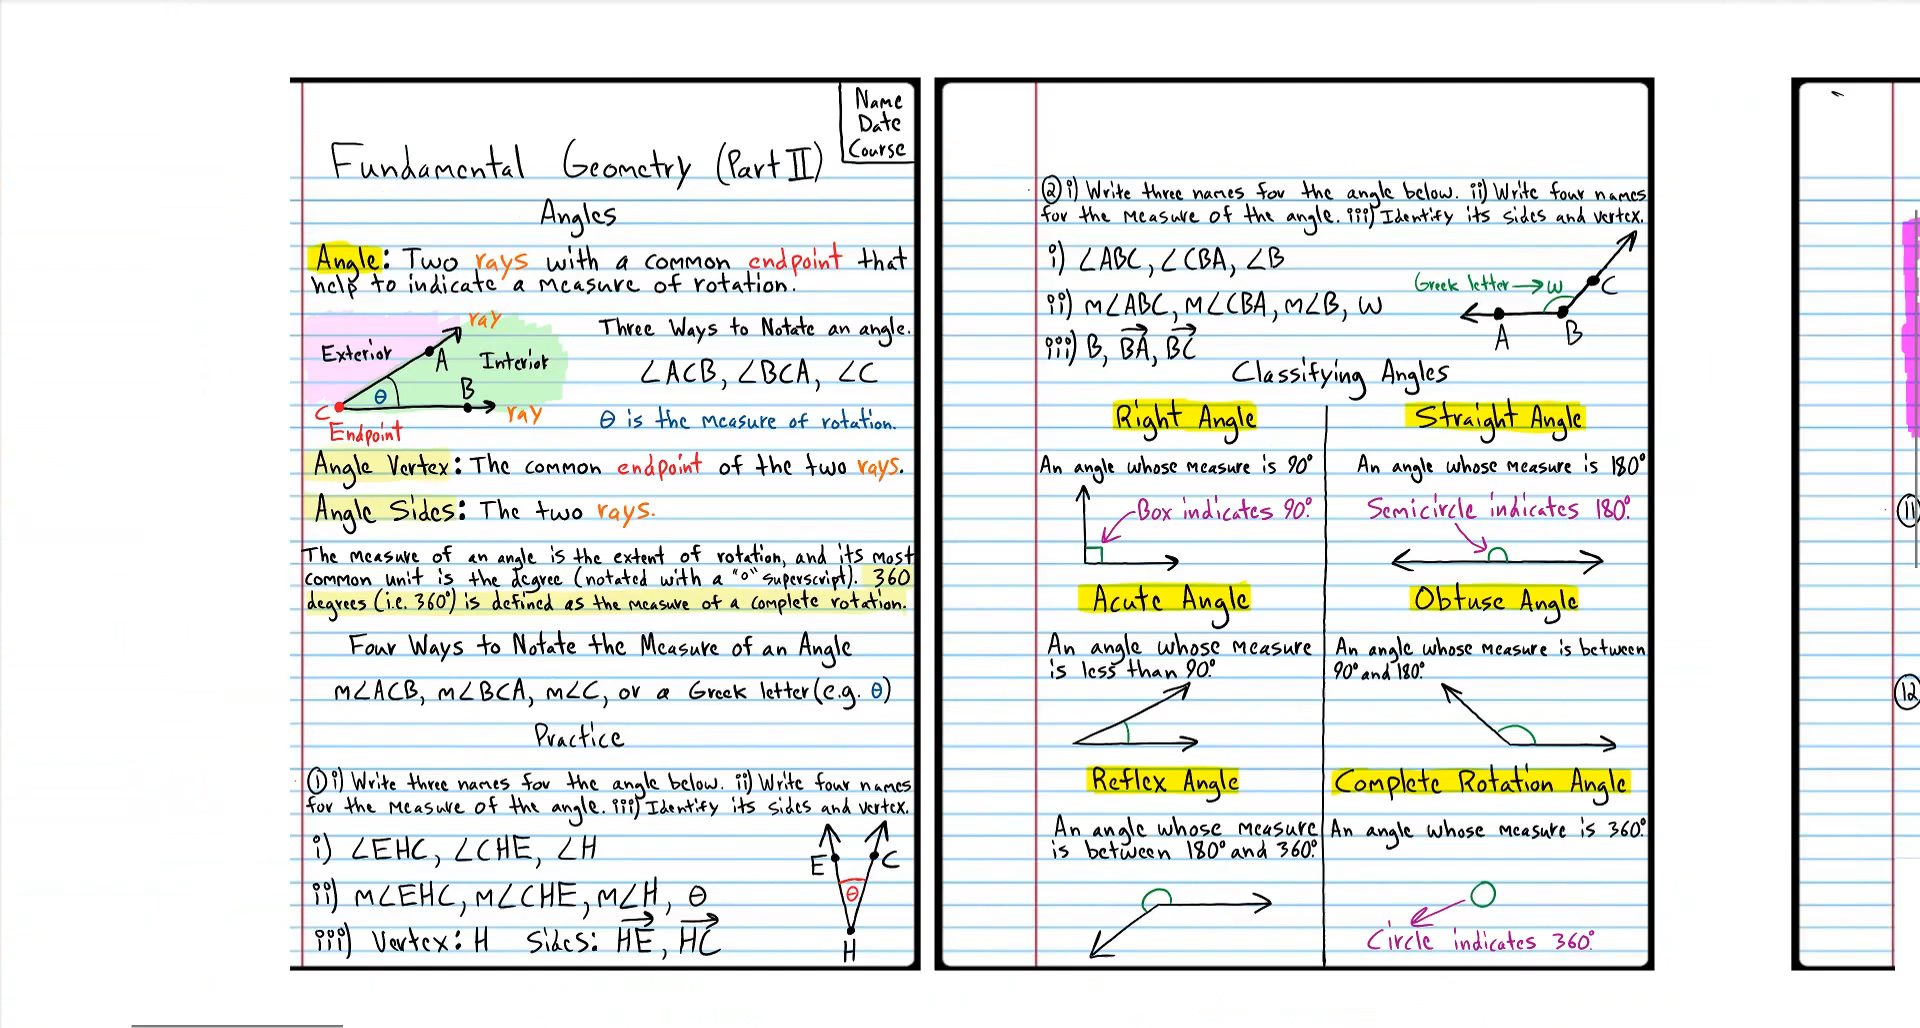 Name
Date
Course
Fundamental Geometry (Part II)
Angles
Angle: Two rays with a common endpoint that
help to indicate a measure of rotation.
ray
Exterior
A
Interior
θ
B
C
ray
Endpoint
Three Ways to Notate an angle.
∠ACB, ∠BCA, ∠C
θ is the measure of rotation.
Angle Vertex: The common endpoint of the two rays.
Angle Sides: The two rays.
The measure of an angle is the extent of rotation, and its most
common unit is the degree (notated with a "o" superscript). 360
degrees (i.e. 360°) is defined as the measure of a complete rotation.
Four Ways to Notate the Measure of an Angle
m∠ACB, m∠BCA, m∠C, or a Greek letter (e.g. θ)
Practice
① i) Write three names for the angle below. ii) Write four names
for the measure of the angle. iii) Identify its sides and vertex.
i) ∠EHC, ∠CHE, ∠H
ii) m∠EHC, m∠CHE, m∠H, θ
iii) Vertex: H Sides: HE→, HC→
E
C
θ
H
② i) Write three names for the angle below. ii) Write four names
for the measure of the angle. iii) Identify its sides and vertex.
i) ∠ABC, ∠CBA, ∠B
ii) m∠ABC, m∠CBA, m∠B, ω
iii) B, BA→, BC→
Greek letter → ω
C
A
B
Classifying Angles
Right Angle
An angle whose measure is 90°
Box indicates 90°.
Straight Angle
An angle whose measure is 180°
Semicircle indicates 180°.
Acute Angle
An angle whose measure
is less than 90°.
Obtuse Angle
An angle whose measure is between
90° and 180°.
Reflex Angle
An angle whose measure
is between 180° and 360°.
Complete Rotation Angle
An angle whose measure is 360°.
Circle indicates 360°.
⑪
⑫